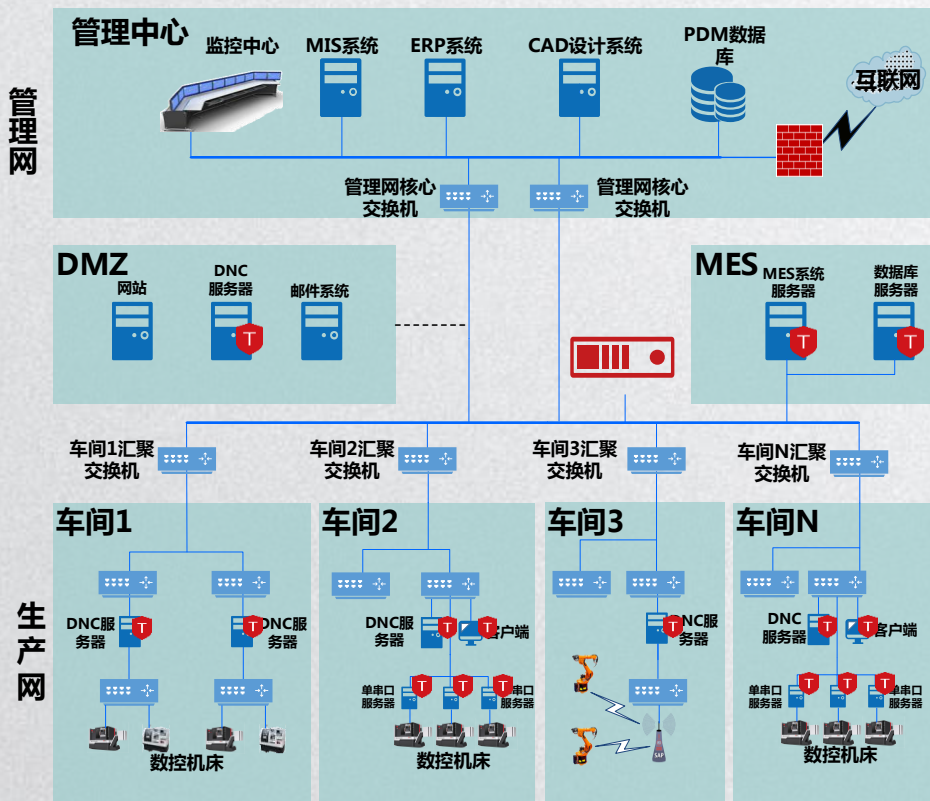 管理网
管理中心
监控中心
MIS系统
ERP系统
CAD设计系统
PDM数据
库
互联网
管理网核心
交换机
管理网核心
交换机
DMZ
网站
DNC
服务器
T
邮件系统
MES
MES系统
服务器
T
数据库
服务器
T
车间1汇聚
交换机
车间2汇聚
交换机
车间3汇聚
交换机
车间N汇聚
交换机
生产网
车间1
DNC服
务器
T
T
DNC服
务器
数控机床
车间2
DNC服
务器
T
T
客户端
单串口
服务器
T
T
T
单串口
服务器
数控机床
车间3
T
DNC服
务器
SAP
车间N
DNC
服务器
T
T
客户端
单串口
服务器
T
T
T
单串口
服务器
数控机床